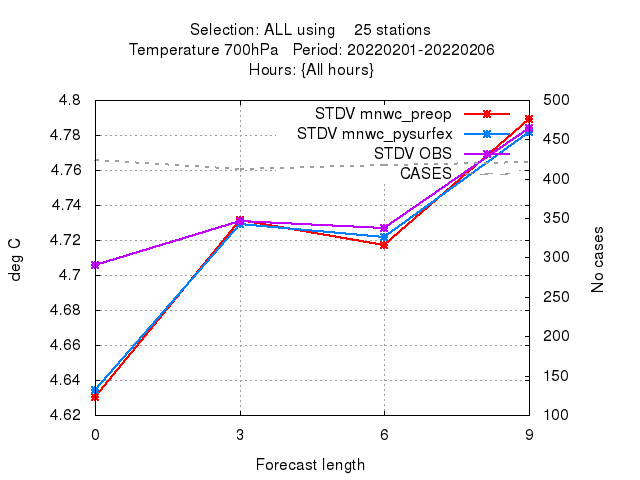 Selection: ALL using    25 stations
Temperature 700hPa   Period: 20220201-20220206
Hours: {All hours}
4.8
4.78
4.76
4.74
4.72
4.7
4.68
4.66
4.64
4.62
500
450
400
350
300
250
200
150
100
STDV mnwc_preop
STDV mnwc_pysurfex
STDV OBS
CASES
deg C
No cases
0
3
6
9
Forecast length